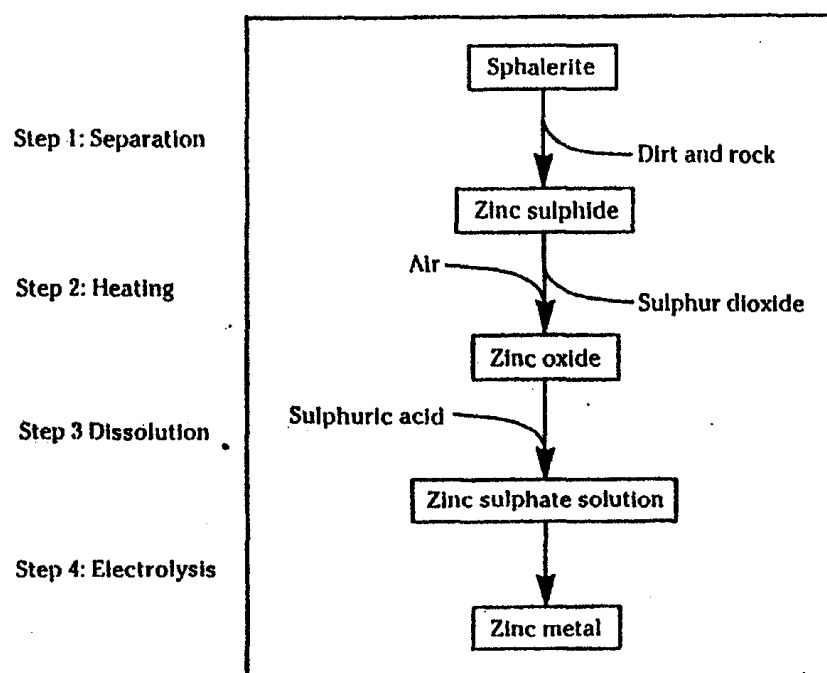 Sphalerite
Step 1: Separation
Dirt and rock
Zinc sulphide
Air
Step 2: Heating
Sulphur dioxide
Zinc oxide
Sulphuric acid
Step 3 Dissolution
Zinc sulphate solution
Step 4: Electrolysis
Zinc metal